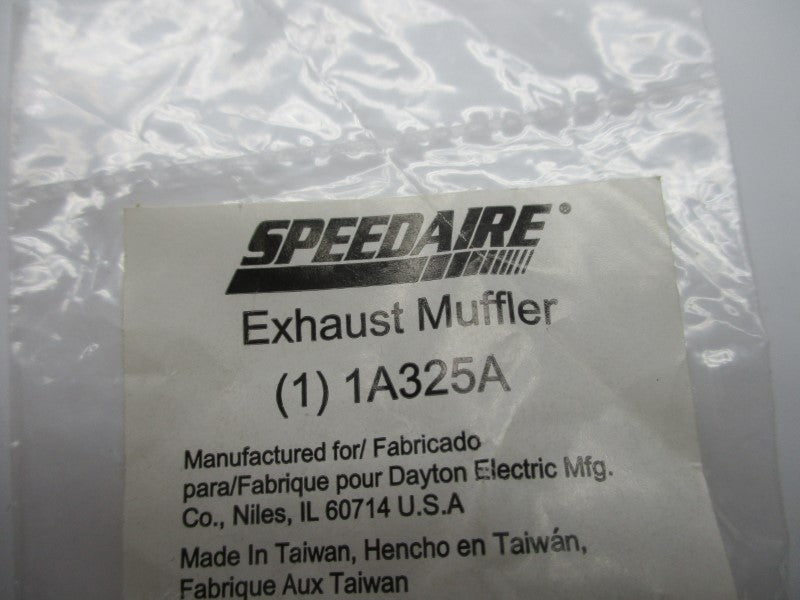 SPEEDAIRE®
Exhaust Muffler
(1) 1A325A
Manufactured for/ Fabricado
para/Fabrique pour Dayton Electric Mfg.
Co., Niles, IL 60714 U.S.A
Made In Taiwan, Hencho en Taiwán,
Fabrique Aux Taiwan